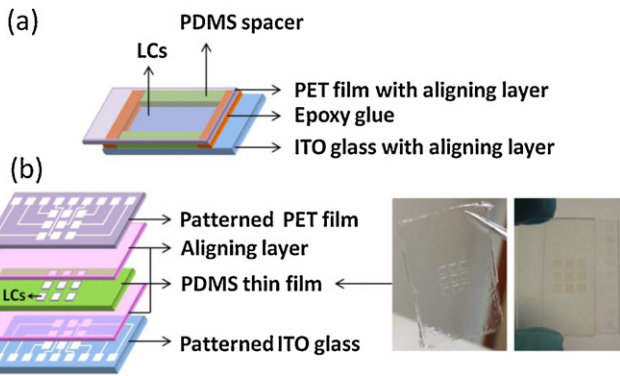 (a)
PDMS spacer
LCs
PET film with aligning layer
Epoxy glue
ITO glass with aligning layer
(b)
Patterned PET film
Aligning layer
LCs
PDMS thin film
Patterned ITO glass